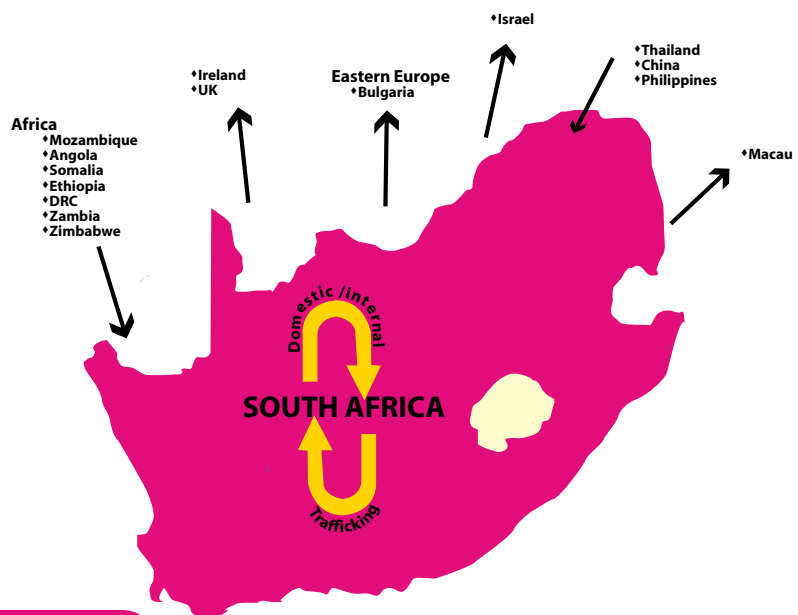 ♦Israel
♦Thailand
♦China
♦Philippines
♦Ireland
♦UK
Eastern Europe
♦Bulgaria
Africa
♦Mozambique
♦Angola
♦Somalia
♦Ethiopia
♦DRC
♦Zambia
♦Zimbabwe
♦Macau
Domestic /internal
SOUTH AFRICA
Trafficking